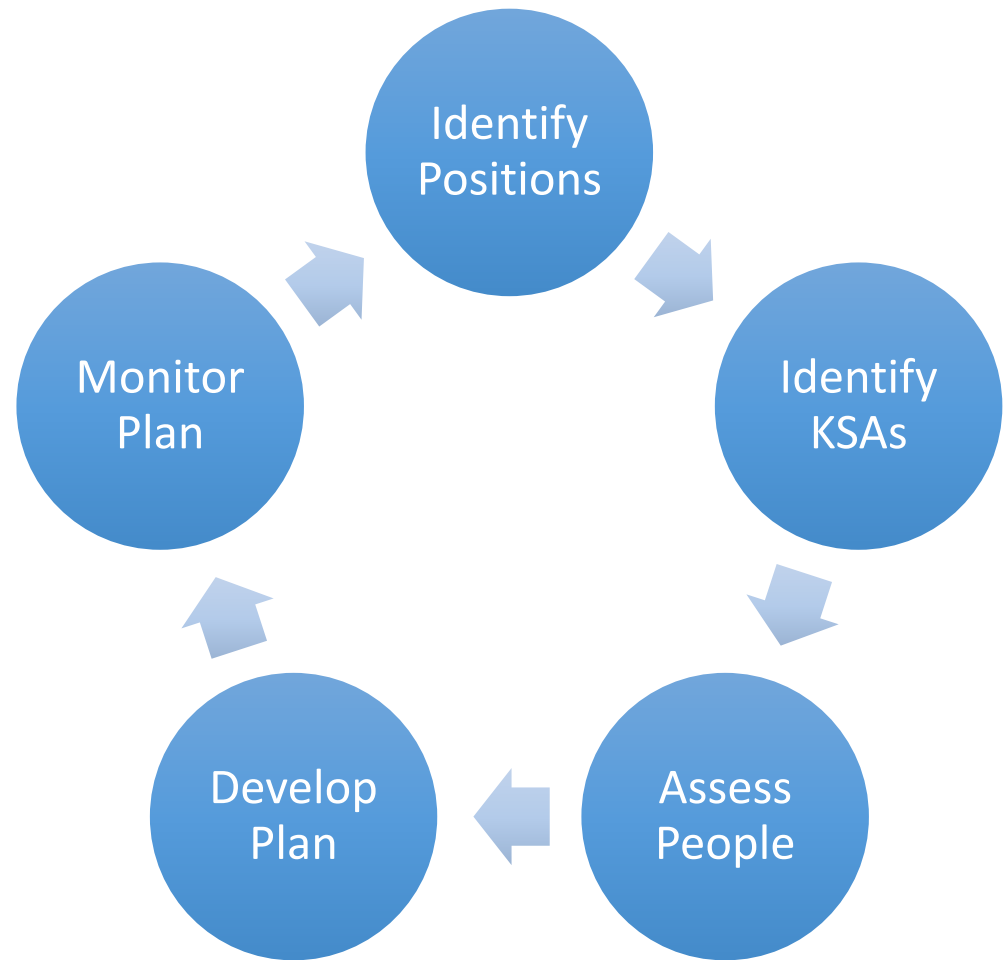 Identify
Positions
Identify
KSAs
Assess
People
Develop
Plan
Monitor
Plan